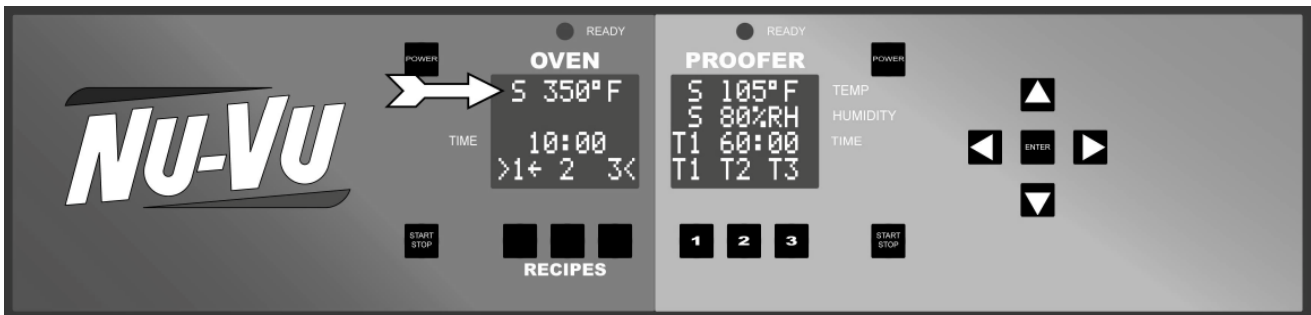 NU-VU
POWER
START
STOP
READY
OVEN
S 350°F
TIME
10:00
>1← 2 3<
RECIPES
READY
PROOFER
S 105°F
TEMP
S 80%RH
HUMIDITY
T1 60:00
TIME
T1 T2 T3
1 2 3
POWER
START
STOP
ENTER